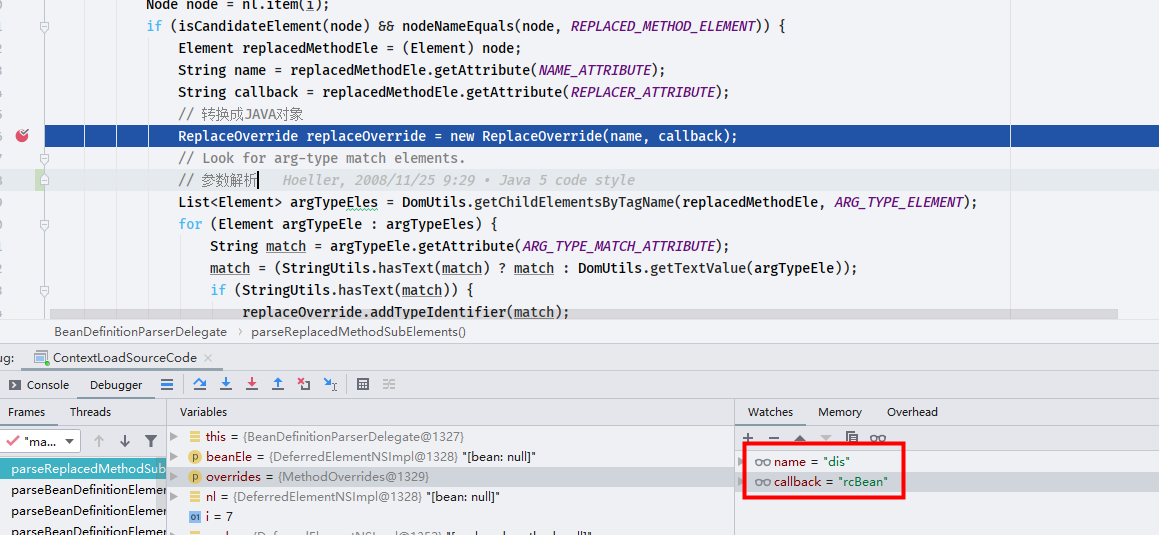 Node node = nl.item(i);
if (isCandidateElement(node) && nodeNameEquals(node, REPLACED_METHOD_ELEMENT)) {
Element replacedMethodEle = (Element) node;
String name = replacedMethodEle.getAttribute(NAME_ATTRIBUTE);
String callback = replacedMethodEle.getAttribute(REPLACER_ATTRIBUTE);
// 转换成JAVA对象
ReplaceOverride replaceOverride = new ReplaceOverride(name, callback);
// Look for arg-type match elements.
// 参数解析 Hoeller, 2008/11/25 9:29 • Java 5 code style
List<Element> argTypeEles = DomUtils.getChildElementsByTagName(replacedMethodEle, ARG_TYPE_ELEMENT);
for (Element argTypeEle : argTypeEles) {
String match = argTypeEle.getAttribute(ARG_TYPE_MATCH_ATTRIBUTE);
match = (StringUtils.hasText(match) ? match : DomUtils.getTextValue(argTypeEle));
if (StringUtils.hasText(match)) {
replaceOverride.addTypeIdentifier(match);
BeanDefinitionParserDelegate › parseReplacedMethodSubElements()
ug: ContextLoadSourceCode ×
Console Debugger
Frames Threads Variables Watches Memory Overhead
"ma...
this = {BeanDefinitionParserDelegate@1327}
beanEle = {DeferredElementNSImpl@1328} "[bean: null]"
overrides = {MethodOverrides@1329}
nl = {DeferredElementNSImpl@1328} "[bean: null]"
i = 7
parseReplacedMethodSub
parseBeanDefinitionElemer
parseBeanDefinitionElemer
parseBeanDefinitionElemer
name = "dis"
callback = "rcBean"